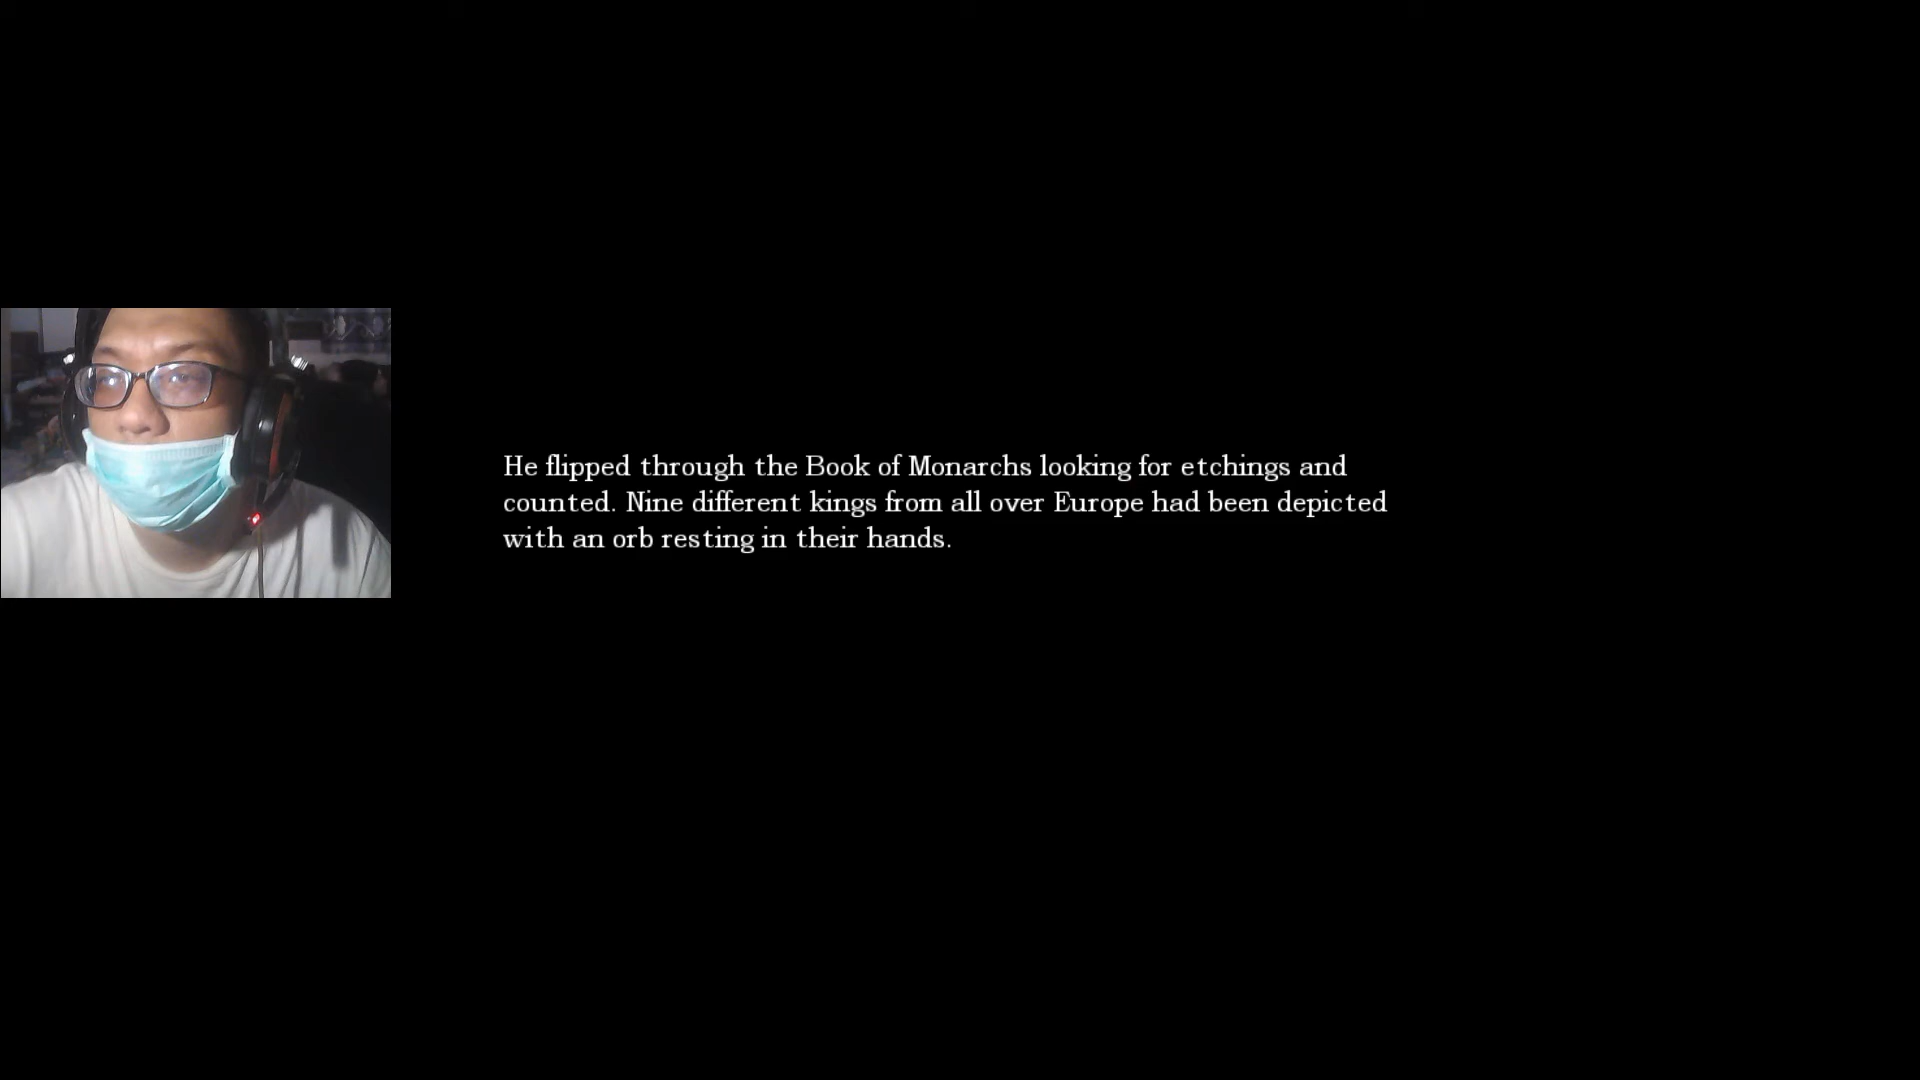 He flipped through the Book of Monarchs looking for etchings and
counted. Nine different kings from all over Europe had been depicted
with an orb resting in their hands.